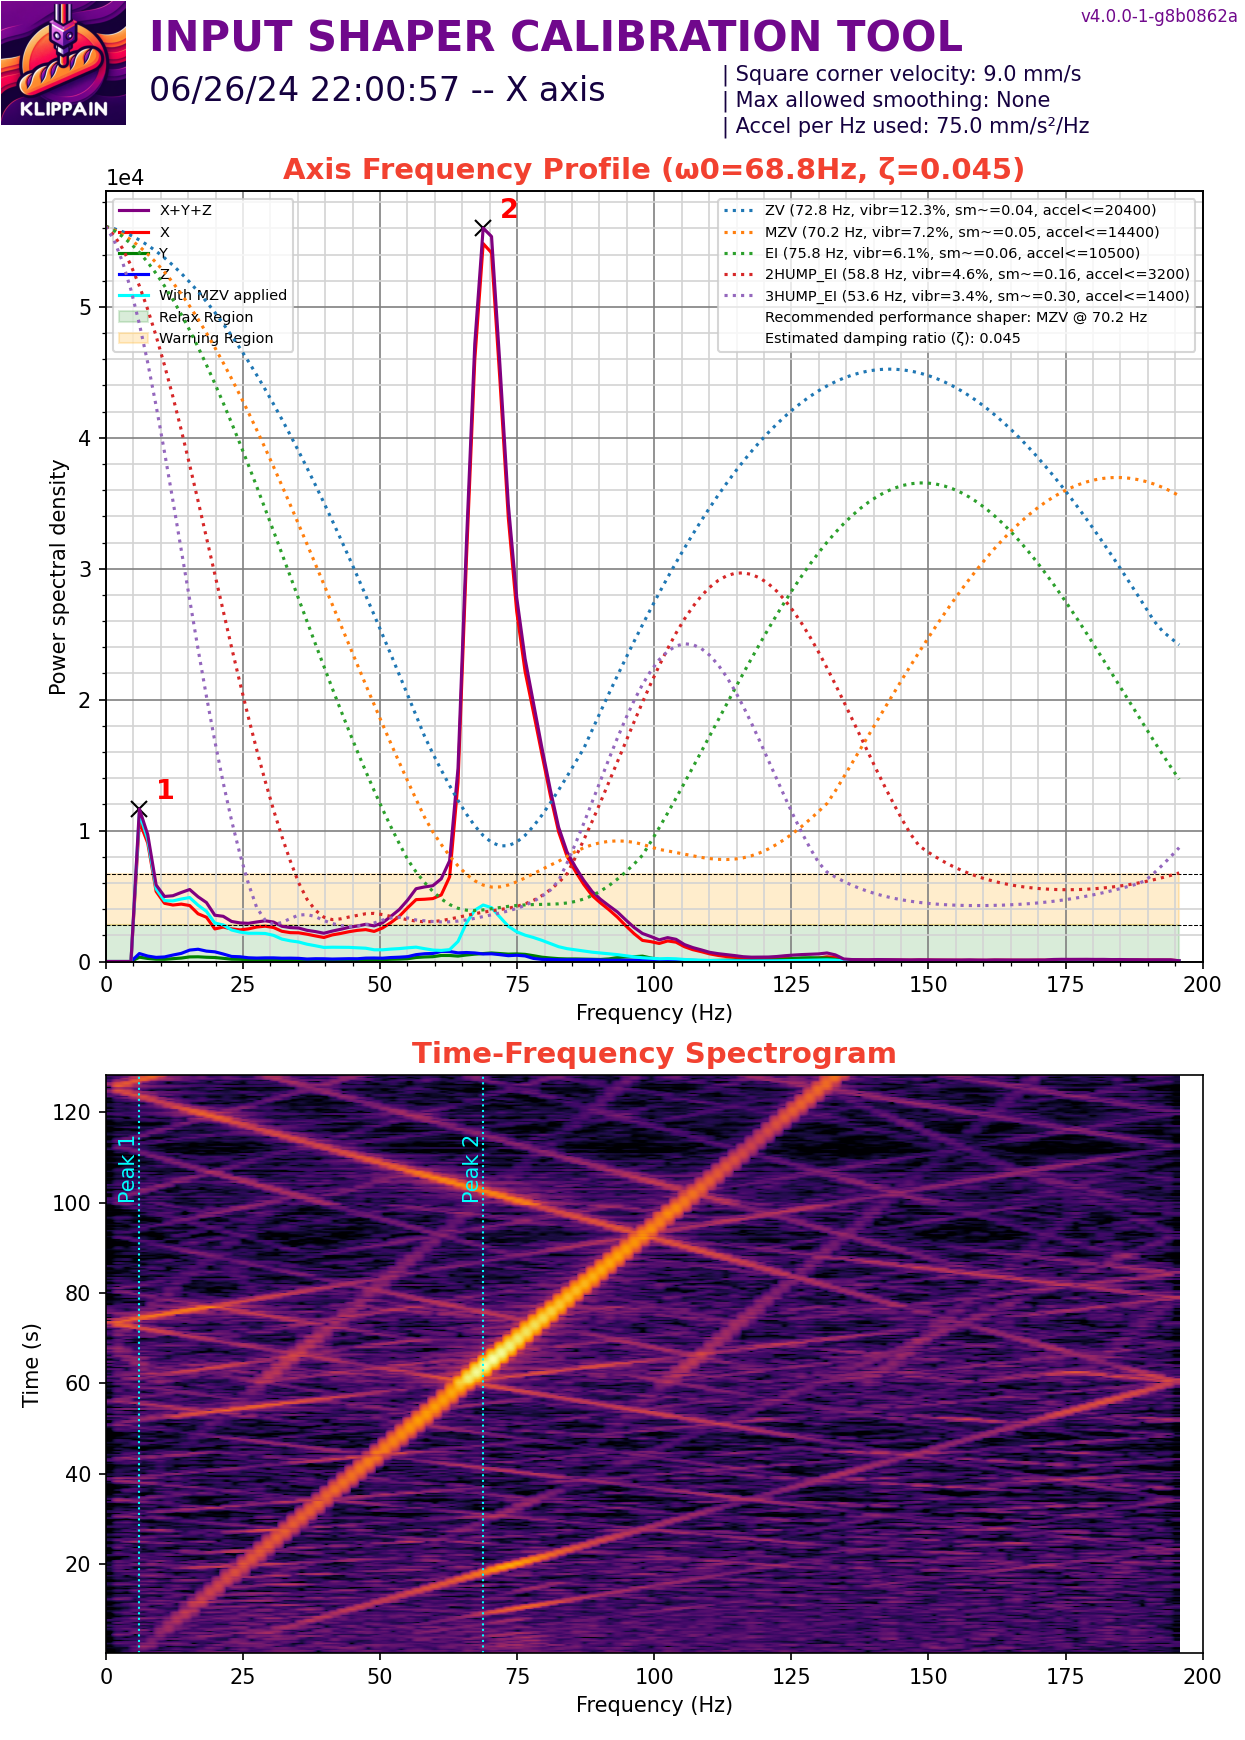 v4.0.0-1-g8b0862a
INPUT SHAPER CALIBRATION TOOL
06/26/24 22:00:57 -- X axis
| Square corner velocity: 9.0 mm/s
| Max allowed smoothing: None
| Accel per Hz used: 75.0 mm/s²/Hz
KLIPPAIN
Axis Frequency Profile (ω0=68.8Hz, ζ=0.045)
1e4
X+Y+Z
X
Y
Z
With MZV applied
Relax Region
Warning Region
2
ZV (72.8 Hz, vibr=12.3%, sm~=0.04, accel<=20400)
MZV (70.2 Hz, vibr=7.2%, sm~=0.05, accel<=14400)
EI (75.8 Hz, vibr=6.1%, sm~=0.06, accel<=10500)
2HUMP_EI (58.8 Hz, vibr=4.6%, sm~=0.16, accel<=3200)
3HUMP_EI (53.6 Hz, vibr=3.4%, sm~=0.30, accel<=1400)
Recommended performance shaper: MZV @ 70.2 Hz
Estimated damping ratio (ζ): 0.045
5
4
3
2
1
0
Power spectral density
1
0 25 50 75 100 125 150 175 200
Frequency (Hz)
Time-Frequency Spectrogram
120
100
80
60
40
20
Time (s)
Peak 1
Peak 2
0 25 50 75 100 125 150 175 200
Frequency (Hz)